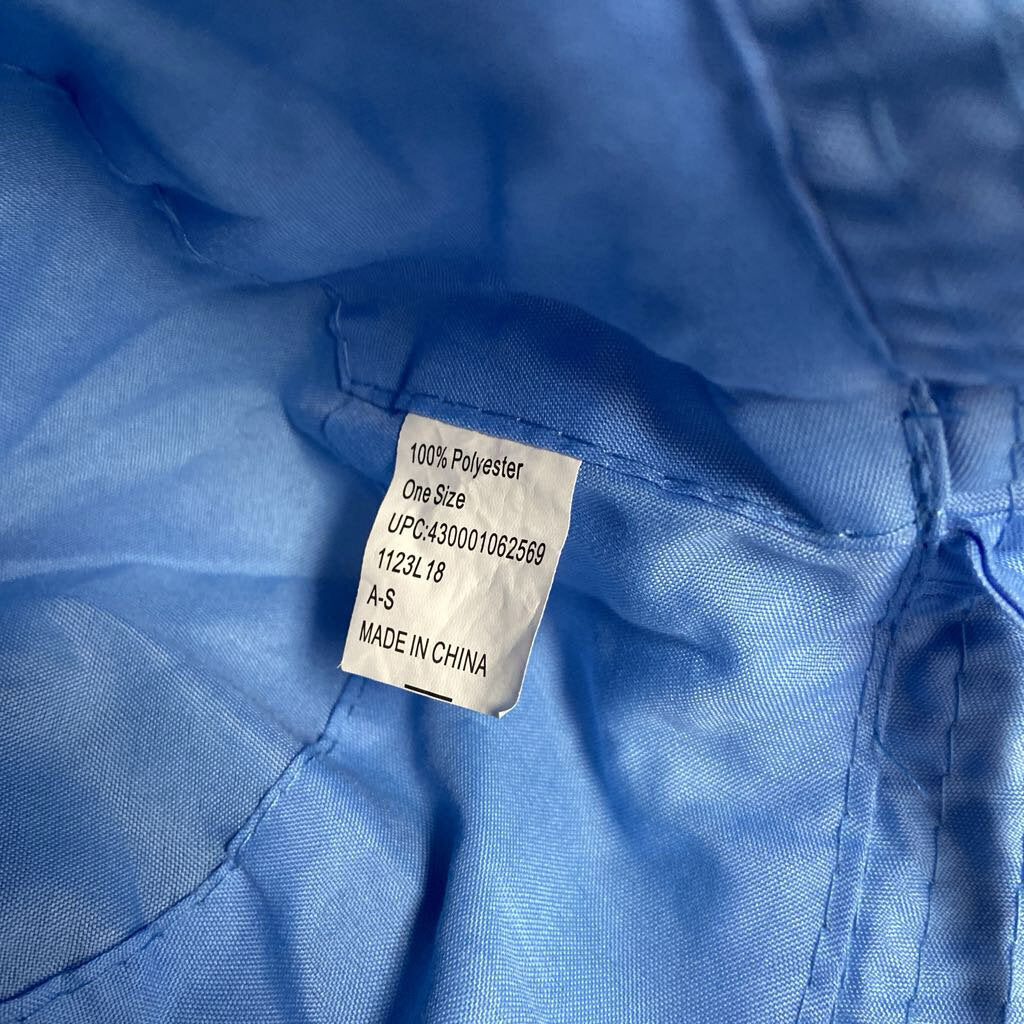 100% Polyester
One Size
UPC:430001062569
1123L18
A-S
MADE IN CHINA